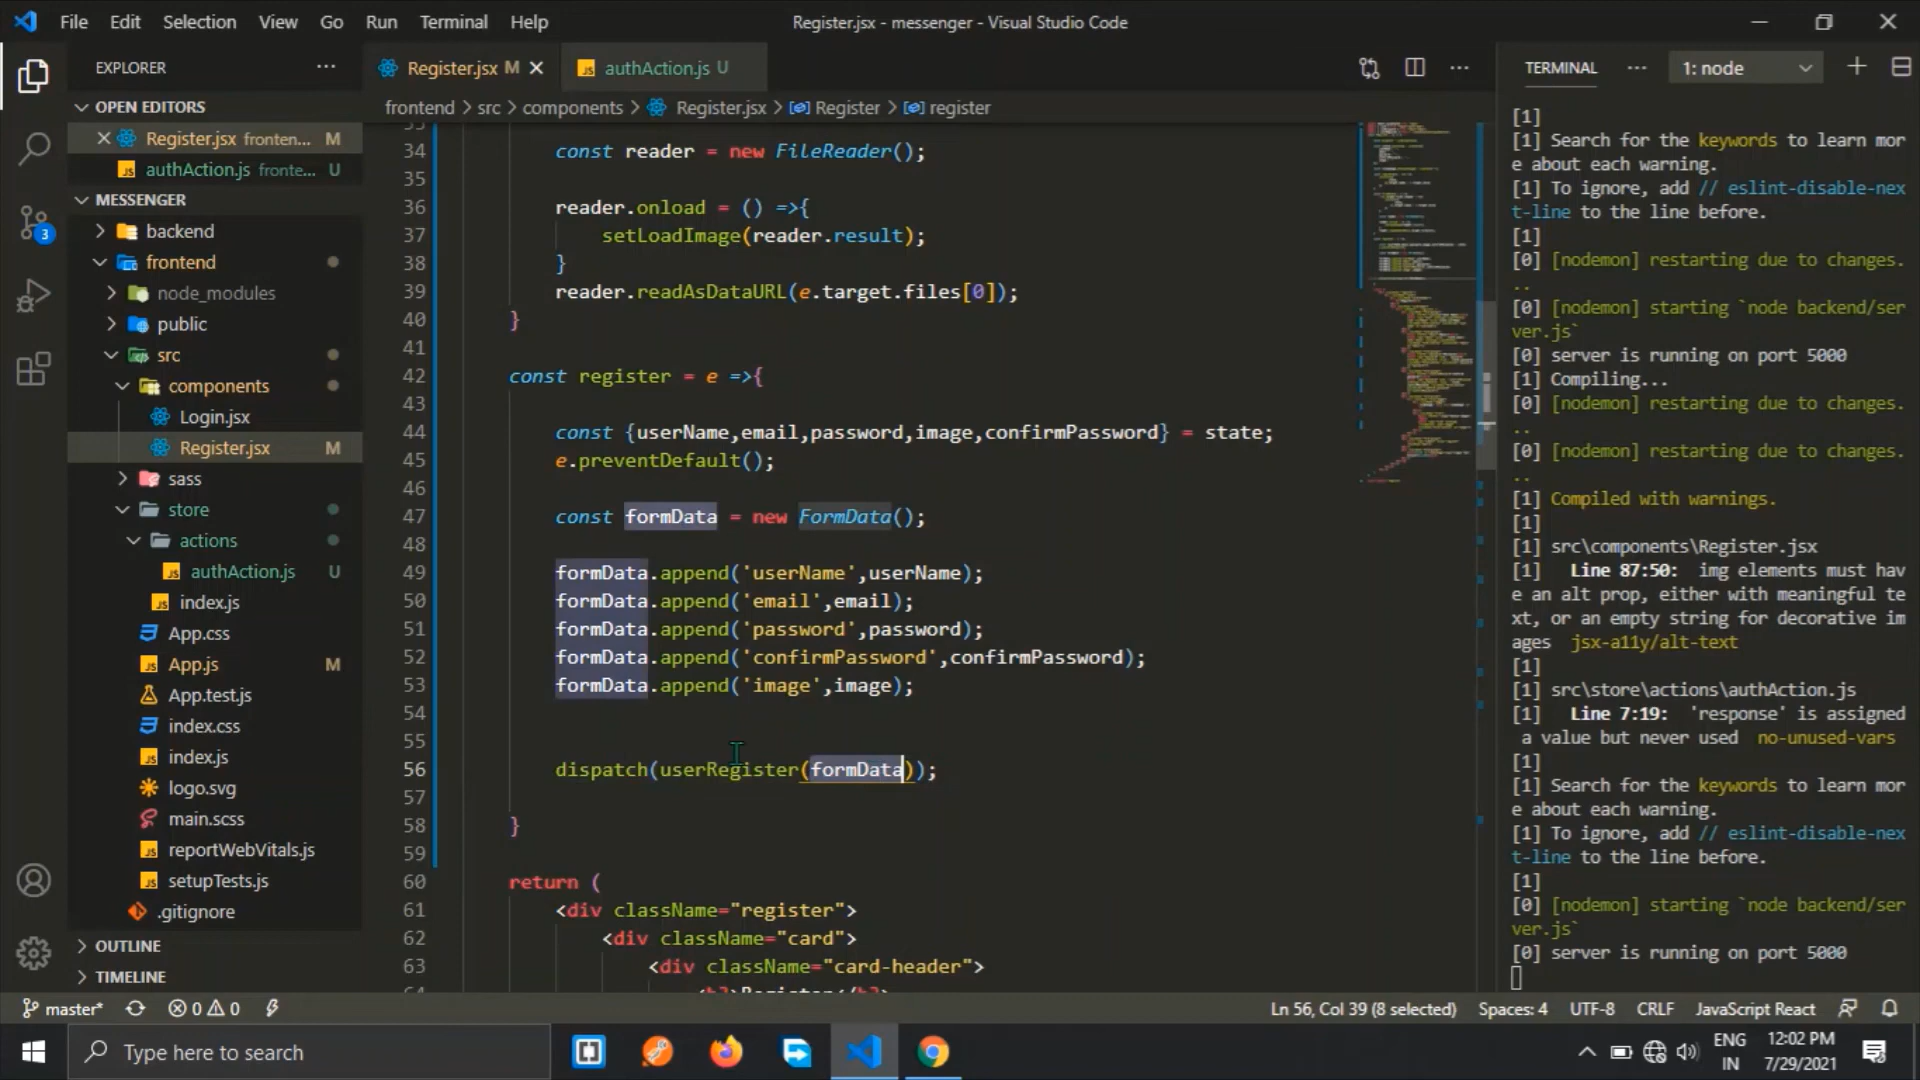 File Edit Selection View Go Run Terminal Help
Register.jsx - messenger - Visual Studio Code
EXPLORER
OPEN EDITORS
Register.jsx fronten... M
authAction.js fronte... U
MESSENGER
backend
frontend
node_modules
public
src
components
Login.jsx
Register.jsx M
sass
store
actions
authAction.js U
index.js
App.css
App.js M
App.test.js
index.css
index.js
logo.svg
main.scss
reportWebVitals.js
setupTests.js
.gitignore
OUTLINE
TIMELINE
3
Register.jsx M
authAction.js U
frontend > src > components > Register.jsx > Register > register
34 const reader = new FileReader();
35
36 reader.onload = () =>{
37 setLoadImage(reader.result);
38 }
39 reader.readAsDataURL(e.target.files[0]);
40 }
41
42 const register = e =>{
43
44 const {userName,email,password,image,confirmPassword} = state;
45 e.preventDefault();
46
47 const formData = new FormData();
48
49 formData.append('userName',userName);
50 formData.append('email',email);
51 formData.append('password',password);
52 formData.append('confirmPassword',confirmPassword);
53 formData.append('image',image);
54
55
56 dispatch(userRegister(formData));
57
58 }
59
60 return (
61 <div className="register">
62 <div className="card">
63 <div className="card-header">
TERMINAL
1: node
[1]
[1] Search for the keywords to learn mor
e about each warning.
[1] To ignore, add // eslint-disable-nex
t-line to the line before.
[1]
[0] [nodemon] restarting due to changes.
..
[0] [nodemon] starting `node backend/ser
ver.js`
[0] server is running on port 5000
[1] Compiling...
[0] [nodemon] restarting due to changes.
..
[0] [nodemon] restarting due to changes.
..
[1] Compiled with warnings.
[1]
[1] src\components\Register.jsx
[1] Line 87:50: img elements must hav
e an alt prop, either with meaningful te
xt, or an empty string for decorative im
ages jsx-a11y/alt-text
[1]
[1] src\store\actions\authAction.js
[1] Line 7:19: 'response' is assigned
a value but never used no-unused-vars
[1]
[1] Search for the keywords to learn mor
e about each warning.
[1] To ignore, add // eslint-disable-nex
t-line to the line before.
[1]
[0] [nodemon] starting `node backend/ser
ver.js`
[0] server is running on port 5000
master* 0 0
Ln 56, Col 39 (8 selected) Spaces: 4 UTF-8 CRLF JavaScript React
Type here to search
ENG
IN
12:02 PM
7/29/2021